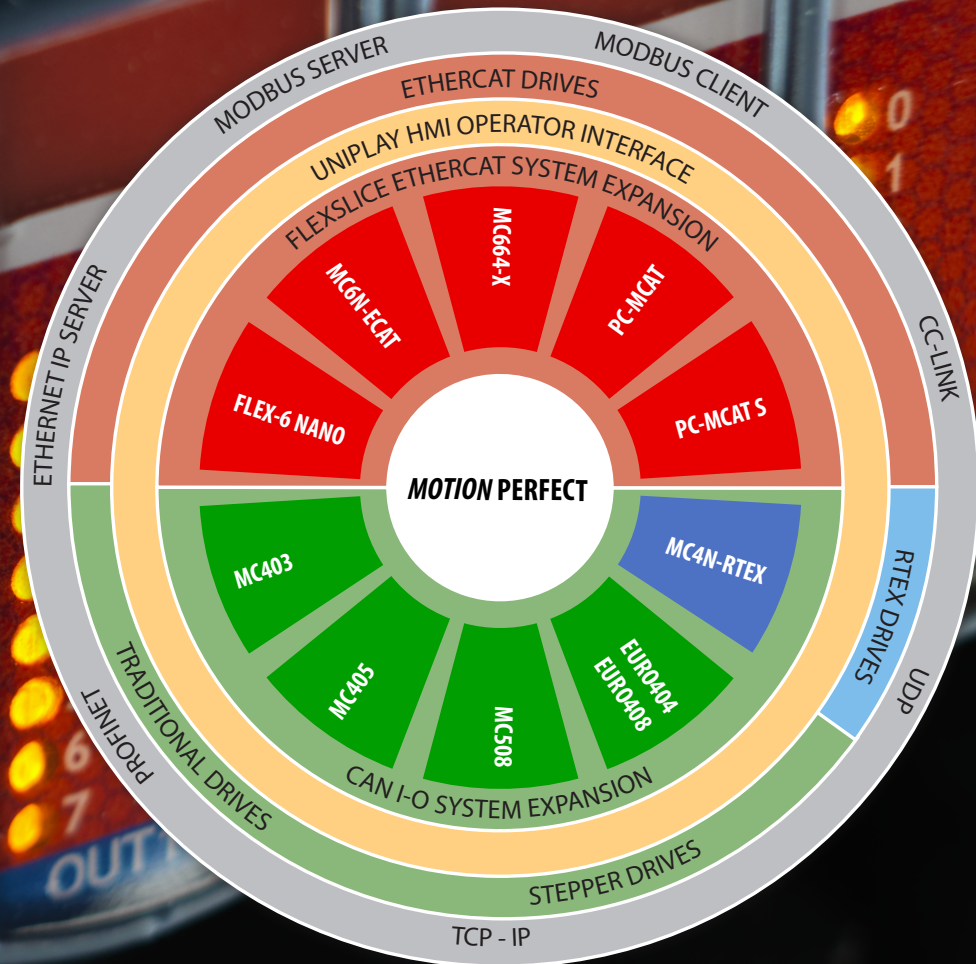 MODBUS SERVER
MODBUS CLIENT
ETHERNET IP SERVER
CC-LINK
PROFINET
UDP
TCP - IP
ETHERCAT DRIVES
RTEX DRIVES
TRADITIONAL DRIVES
STEPPER DRIVES
UNIPLAY HMI OPERATOR INTERFACE
FLEXSLICE ETHERCAT SYSTEM EXPANSION
FLEX-6 NANO
MC6N-ECAT
MC664-X
PC-MCAT
PC-MCAT S
MOTION PERFECT
MC403
MC405
MC508
EURO404
EURO408
MC4N-RTEX
CAN I-O SYSTEM EXPANSION
0
1
6
7